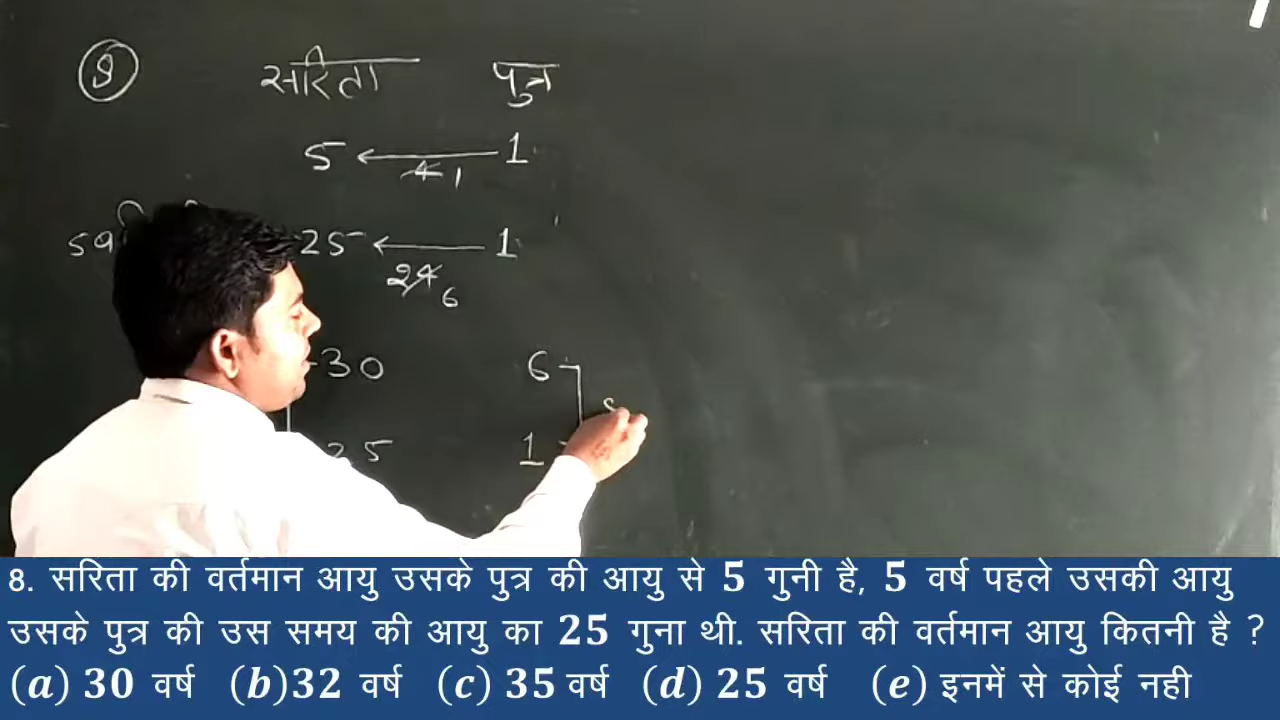 8 सरिता पुत्र
5 ← 1
4 1
25 ← 1
24 6
30 6
25 1
8. सरिता की वर्तमान आयु उसके पुत्र की आयु से 5 गुनी है, 5 वर्ष पहले उसकी आयु
उसके पुत्र की उस समय की आयु का 25 गुना थी. सरिता की वर्तमान आयु कितनी है ?
(a) 30 वर्ष (b)32 वर्ष (c) 35 वर्ष (d) 25 वर्ष (e) इनमें से कोई नही